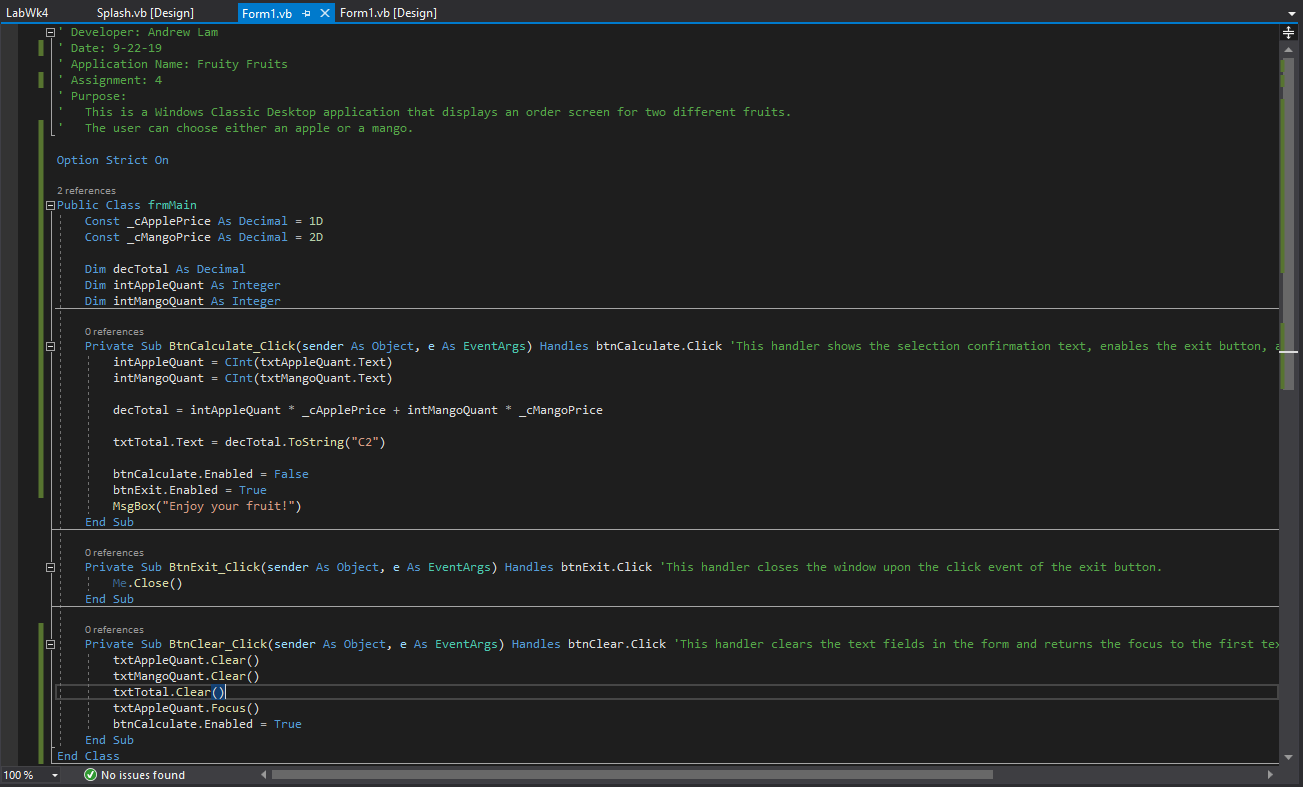 LabWk4 Splash.vb [Design] Form1.vb Form1.vb [Design]
' Developer: Andrew Lam
' Date: 9-22-19
' Application Name: Fruity Fruits
' Assignment: 4
' Purpose:
'   This is a Windows Classic Desktop application that displays an order screen for two different fruits.
'   The user can choose either an apple or a mango.
Option Strict On
2 references
Public Class frmMain
    Const _cApplePrice As Decimal = 1D
    Const _cMangoPrice As Decimal = 2D
    Dim decTotal As Decimal
    Dim intAppleQuant As Integer
    Dim intMangoQuant As Integer
    0 references
    Private Sub BtnCalculate_Click(sender As Object, e As EventArgs) Handles btnCalculate.Click 'This handler shows the selection confirmation text, enables the exit button, a
        intAppleQuant = CInt(txtAppleQuant.Text)
        intMangoQuant = CInt(txtMangoQuant.Text)
        decTotal = intAppleQuant * _cApplePrice + intMangoQuant * _cMangoPrice
        txtTotal.Text = decTotal.ToString("C2")
        btnCalculate.Enabled = False
        btnExit.Enabled = True
        MsgBox("Enjoy your fruit!")
    End Sub
    0 references
    Private Sub BtnExit_Click(sender As Object, e As EventArgs) Handles btnExit.Click 'This handler closes the window upon the click event of the exit button.
        Me.Close()
    End Sub
    0 references
    Private Sub BtnClear_Click(sender As Object, e As EventArgs) Handles btnClear.Click 'This handler clears the text fields in the form and returns the focus to the first tex
        txtAppleQuant.Clear()
        txtMangoQuant.Clear()
        txtTotal.Clear()
        txtAppleQuant.Focus()
        btnCalculate.Enabled = True
    End Sub
End Class
100 % No issues found